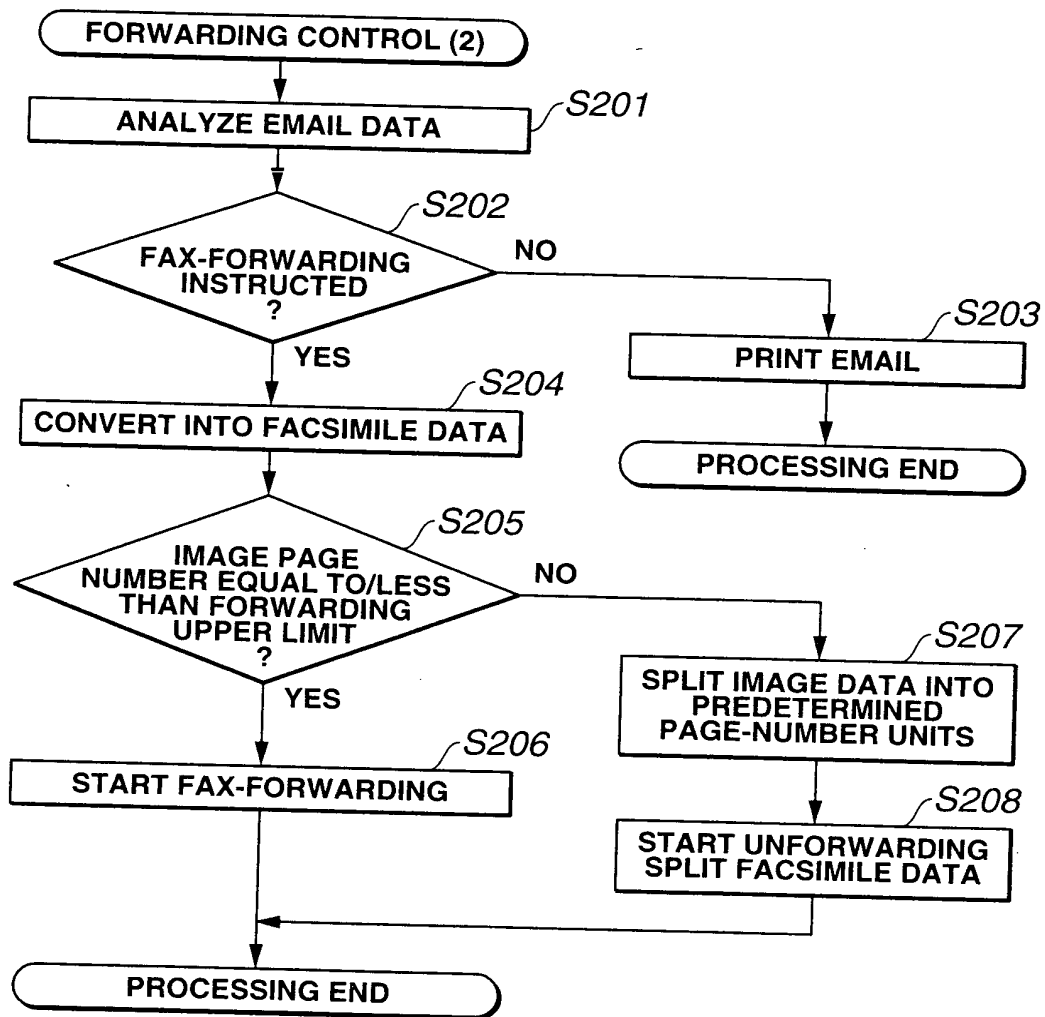 FORWARDING CONTROL (2)
S201
ANALYZE EMAIL DATA
S202
FAX-FORWARDING
INSTRUCTED
?
NO
YES
S203
PRINT EMAIL
PROCESSING END
S204
CONVERT INTO FACSIMILE DATA
S205
IMAGE PAGE
NUMBER EQUAL TO/LESS
THAN FORWARDING
UPPER LIMIT
?
NO
YES
S207
SPLIT IMAGE DATA INTO
PREDETERMINED
PAGE-NUMBER UNITS
S206
START FAX-FORWARDING
S208
START UNFORWARDING
SPLIT FACSIMILE DATA
PROCESSING END